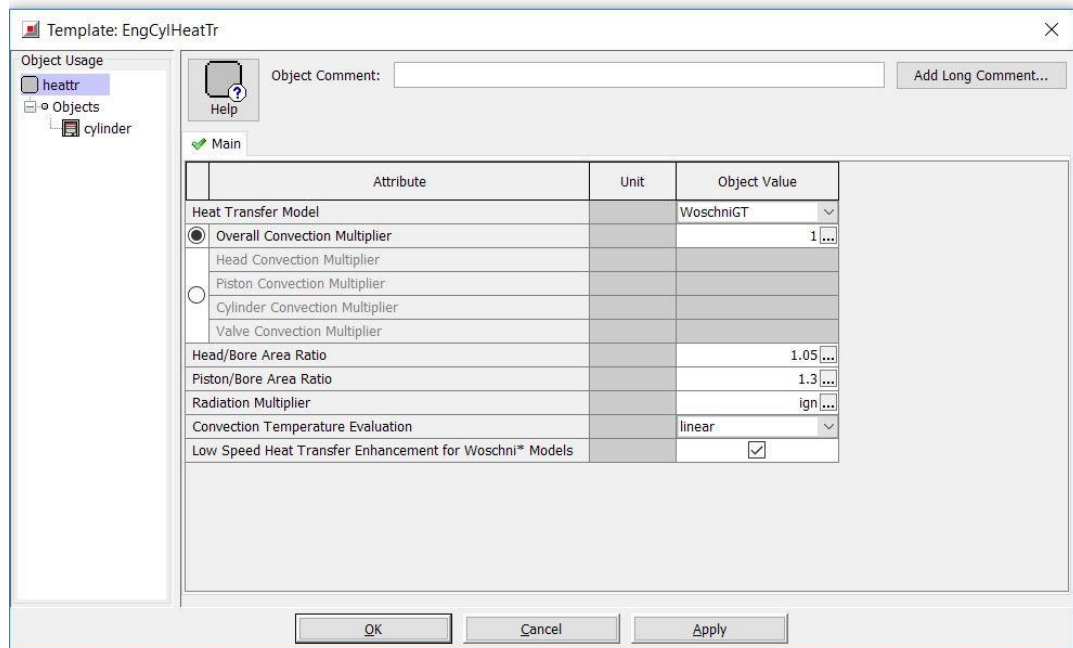 Template: EngCylHeatTr
Object Usage
heattr
Objects
cylinder
Help
Object Comment:
Add Long Comment...
Main
Attribute Unit Object Value
Heat Transfer Model WoschniGT
Overall Convection Multiplier 1 ...
Head Convection Multiplier
Piston Convection Multiplier
Cylinder Convection Multiplier
Valve Convection Multiplier
Head/Bore Area Ratio 1.05 ...
Piston/Bore Area Ratio 1.3 ...
Radiation Multiplier ign ...
Convection Temperature Evaluation linear
Low Speed Heat Transfer Enhancement for Woschni* Models
OK Cancel Apply